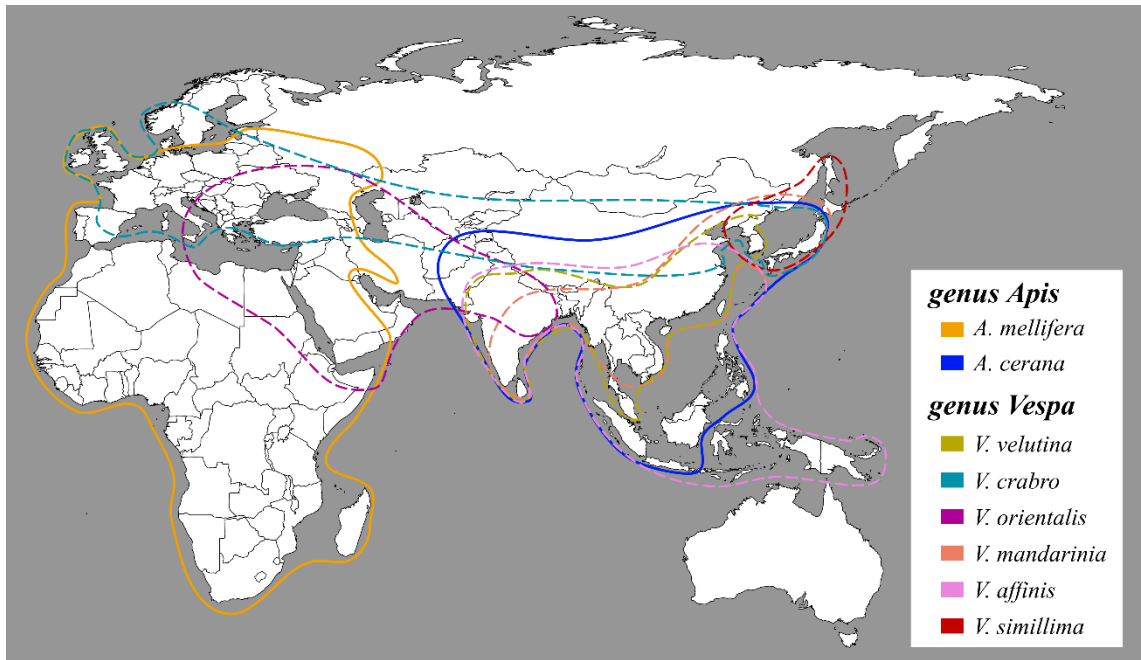 genus Apis
A. mellifera
A. cerana
genus Vespa
V. velutina
V. crabro
V. orientalis
V. mandarinia
V. affinis
V. simillima